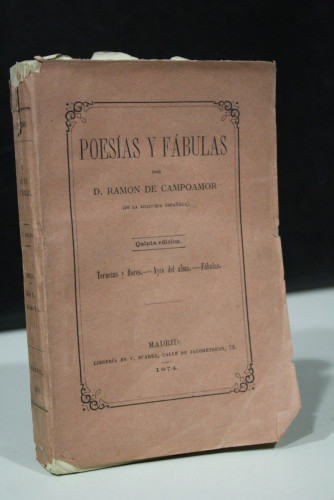 POESÍAS Y FÁBULAS
POR
D. RAMON DE CAMPOAMOR
(DE LA ACADEMIA ESPAÑOLA)
Quinta edicion.
Ternezas y flores.—Ayes del alma.—Fábulas.
MADRID:
LIBRERÍA DE V. SUAREZ, CALLE DE JACOMETREZO, 72.
1874.